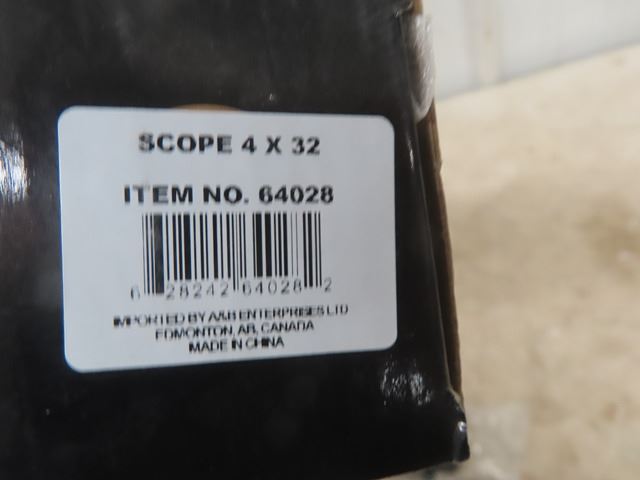 SCOPE 4 X 32
ITEM NO. 64028
6 28242 64028 2
IMPORTED BY A&B ENTERPRISES LTD
EDMONTON, AB, CANADA
MADE IN CHINA